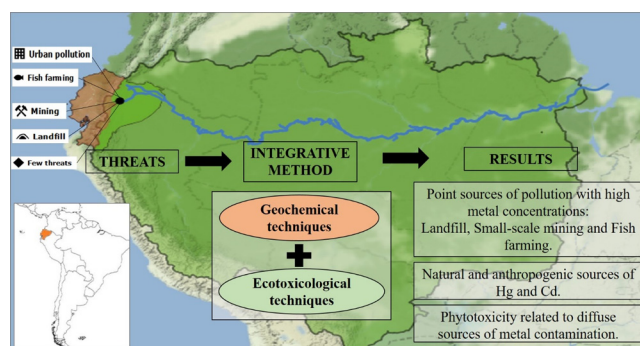 Urban pollution
Fish farming
Mining
Landfill
Few threats
THREATS
INTEGRATIVE
METHOD
RESULTS
Geochemical
techniques
Ecotoxicological
techniques
Point sources of pollution with high
metal concentrations:
Landfill, Small-scale mining and Fish
farming.
Natural and anthropogenic sources of
Hg and Cd.
Phytotoxicity related to diffuse
sources of metal contamination.